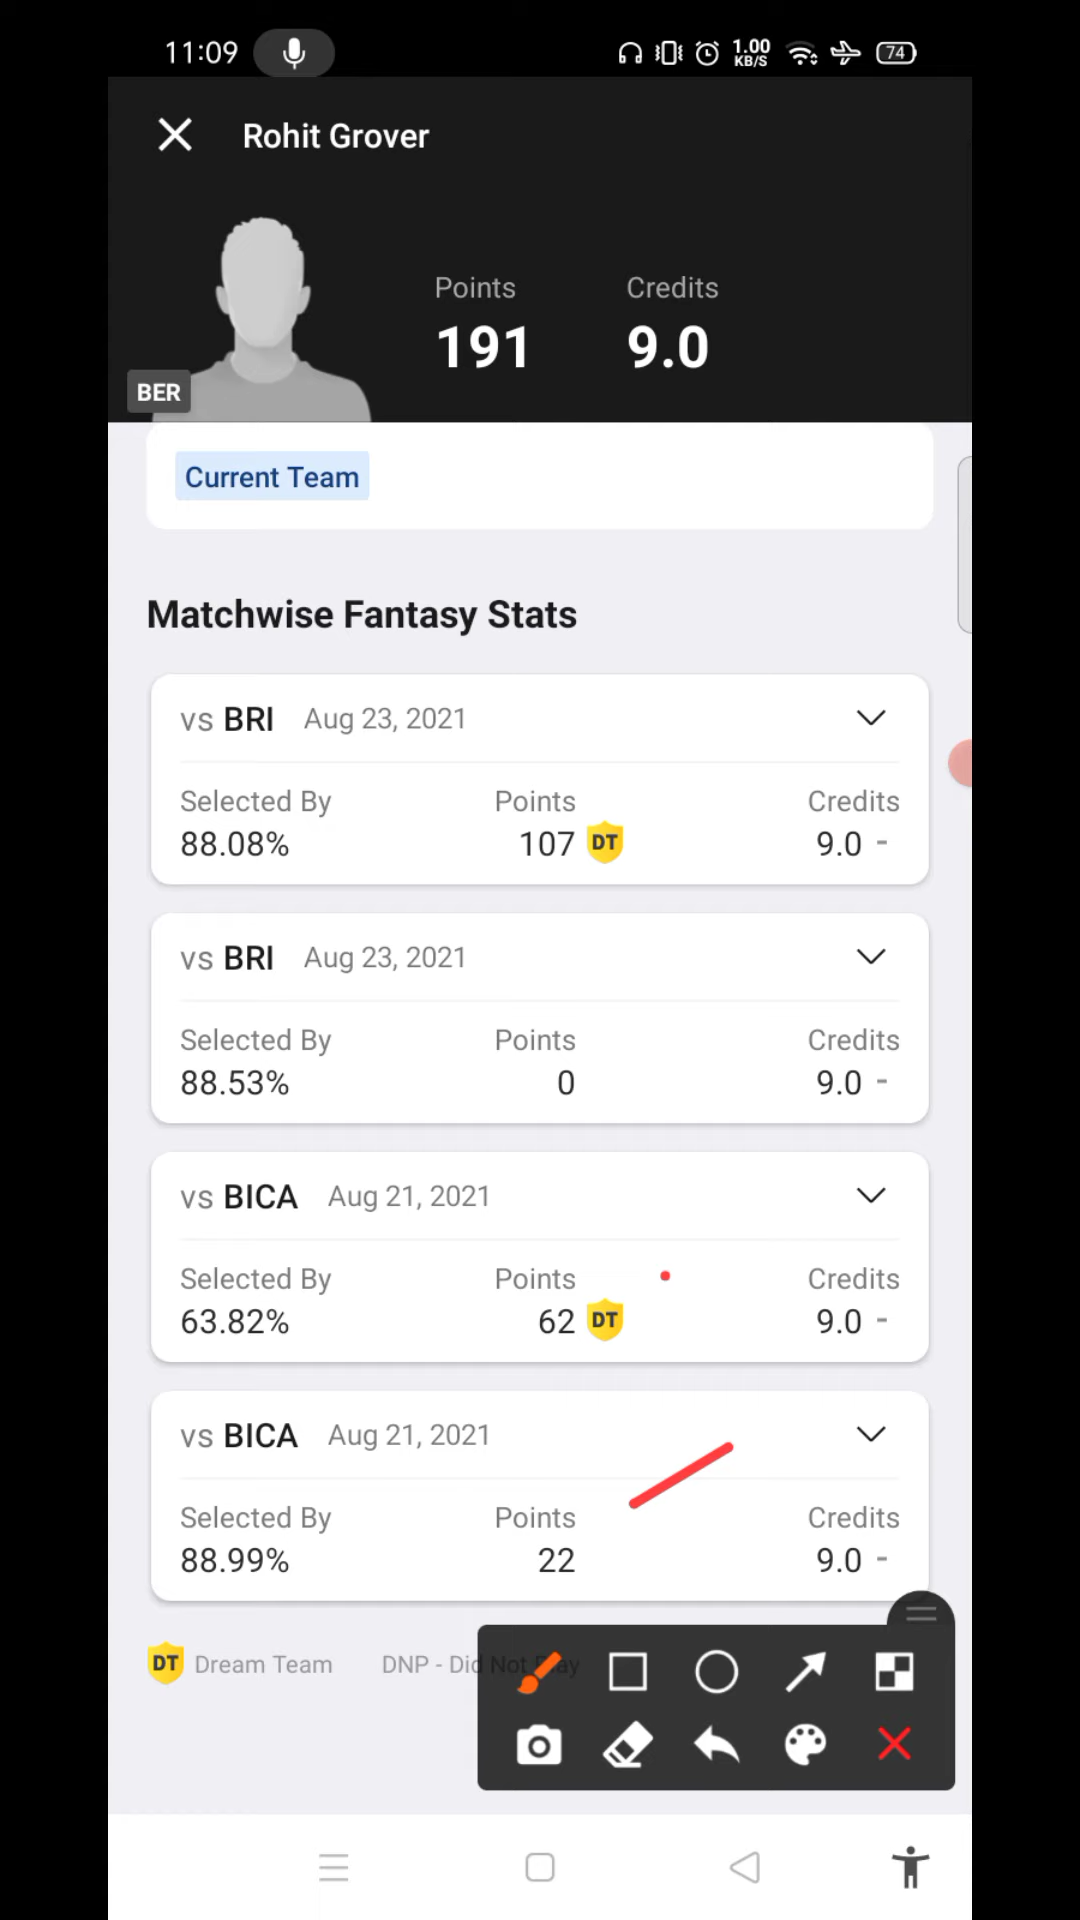 11:09
1.00
KB/S
74
Rohit Grover
Points
Credits
191
9.0
BER
Current Team
Matchwise Fantasy Stats
vs BRI Aug 23, 2021
Selected By Points Credits
88.08% 107 DT 9.0 -
vs BRI Aug 23, 2021
Selected By Points Credits
88.53% 0 9.0 -
vs BICA Aug 21, 2021
Selected By Points Credits
63.82% 62 DT 9.0 -
vs BICA Aug 21, 2021
Selected By Points Credits
88.99% 22 9.0 -
DT Dream Team DNP - Did Not Play